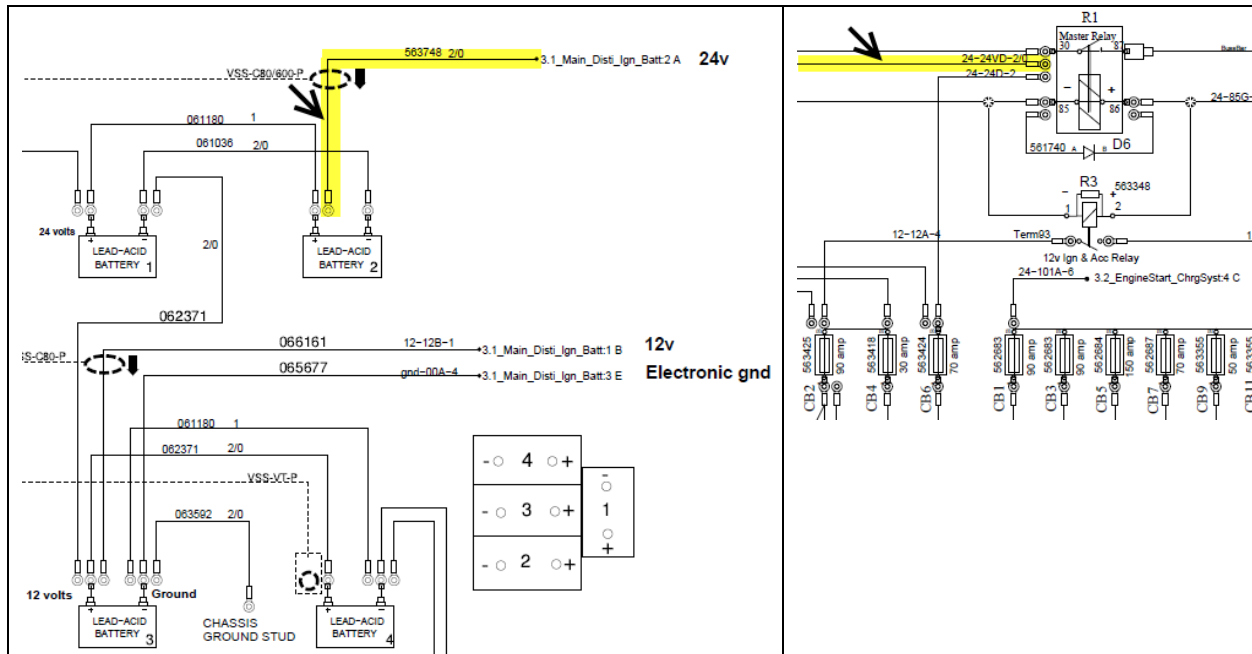 563748 2/0
3.1_Main_Disti_Ign_Batt:2 A 24v
VSS-C80/600-P
061180 1
061036 2/0
2/0
24 volts
+ -
LEAD-ACID
BATTERY 1
+ -
LEAD-ACID
BATTERY 2
062371
066161 12-12B-1
3.1_Main_Disti_Ign_Batt:1 B 12v
S-C80-P
065677 gnd-00A-4
3.1_Main_Disti_Ign_Batt:3 E Electronic gnd
061180 1
062371 2/0
VSS-VT-P
063592 2/0
- 4 +
- 3 +
- 2 +
-
1
+
12 volts
Ground
+ -
LEAD-ACID
BATTERY 3
CHASSIS
GROUND STUD
+ -
LEAD-ACID
BATTERY 4
R1
Master Relay
30 87
BussBar
24-24VD-2/0
24-24D-2
- +
85 86
24-85G-
561740 A B D6
R3
- + 563348
1 2
12-12A-4 Term93
12v Ign & Acc Relay
24-101A-6
3.2_EngineStart_ChrgSyst:4 C
563425 90 amp
CB2
563418 30 amp
CB4
563424 70 amp
CB6
562683 90 amp
CB1
562683 90 amp
CB3
562684 150 amp
CB5
562687 70 amp
CB7
563355 50 amp
CB9
563355
CB11